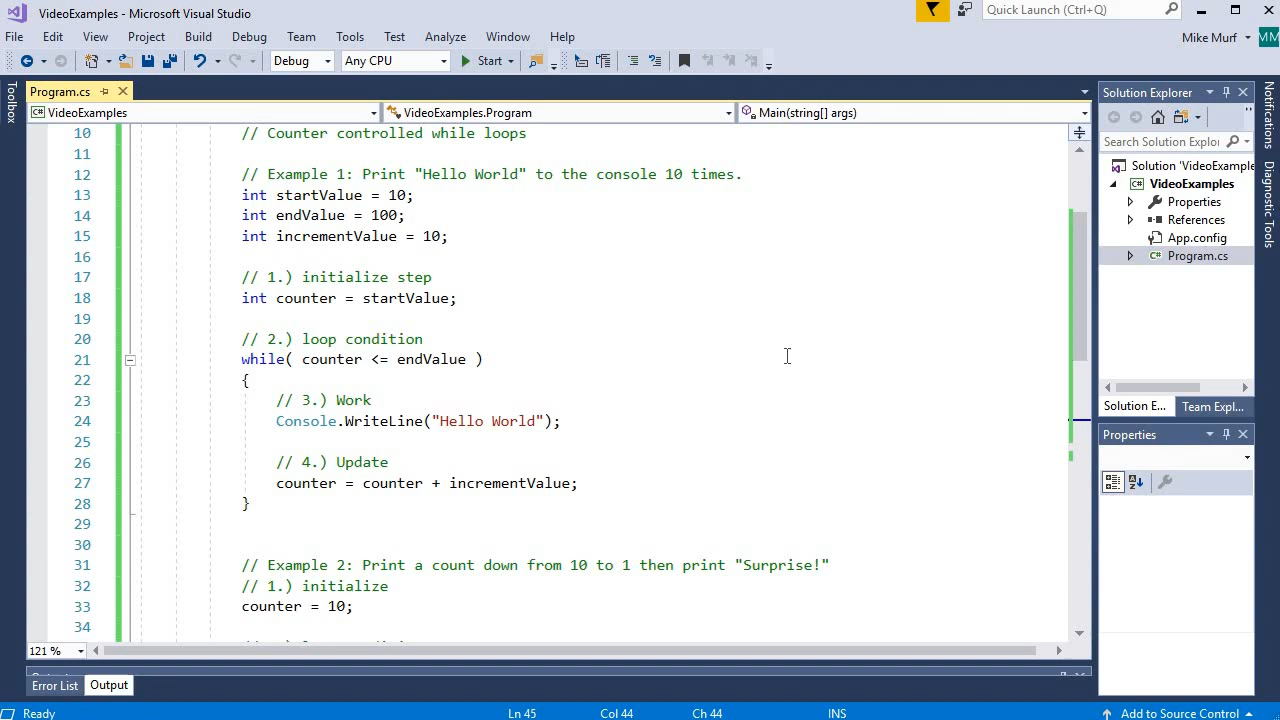 VideoExamples - Microsoft Visual Studio
Quick Launch (Ctrl+Q)
File Edit View Project Build Debug Team Tools Test Analyze Window Help
Mike Murf MM
Debug Any CPU Start
Toolbox
Program.cs
VideoExamples VideoExamples.Program Main(string[] args)
10 // Counter controlled while loops
11
12 // Example 1: Print "Hello World" to the console 10 times.
13 int startValue = 10;
14 int endValue = 100;
15 int incrementValue = 10;
16
17 // 1.) initialize step
18 int counter = startValue;
19
20 // 2.) loop condition
21 while( counter <= endValue )
22 {
23 // 3.) Work
24 Console.WriteLine("Hello World");
25
26 // 4.) Update
27 counter = counter + incrementValue;
28 }
29
30
31 // Example 2: Print a count down from 10 to 1 then print "Surprise!"
32 // 1.) initialize
33 counter = 10;
34
121 %
Error List Output
Ready Ln 45 Col 44 Ch 44 INS Add to Source Control
Solution Explorer
Search Solution Explo
Solution 'VideoExample
VideoExamples
Properties
References
App.config
Program.cs
Solution E... Team Expl...
Properties
Notifications
Diagnostic Tools